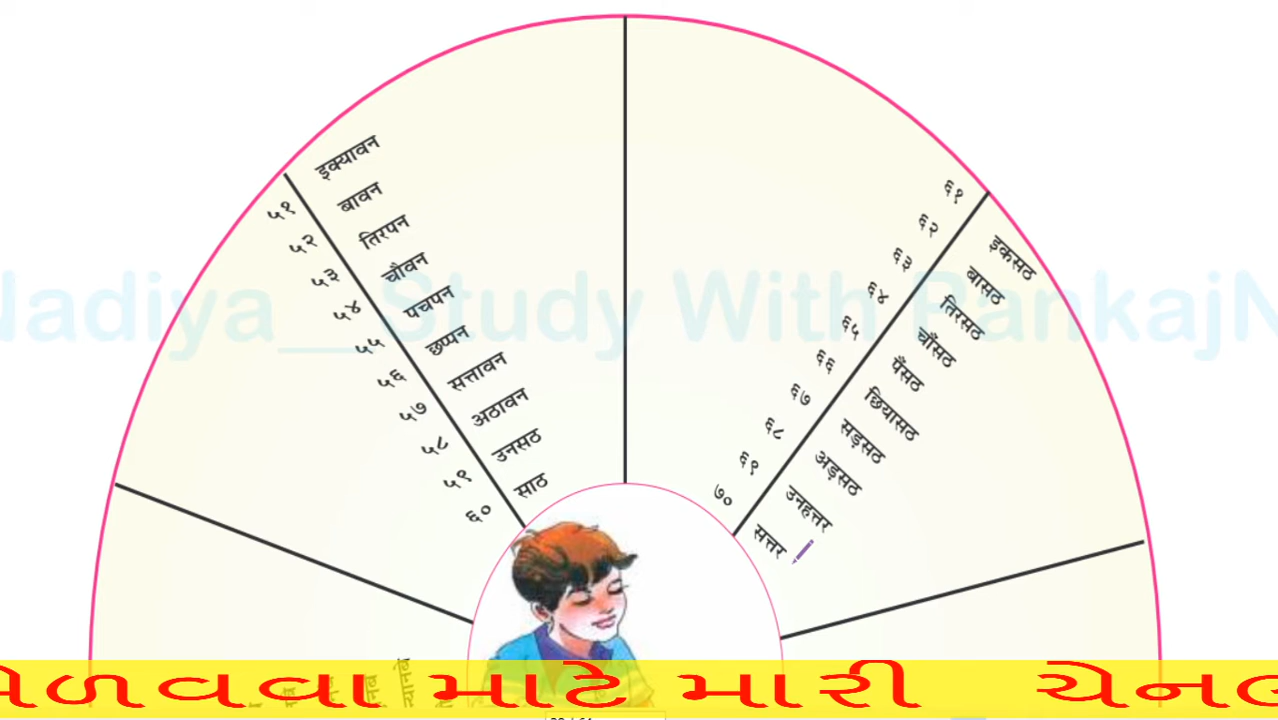 ५१ इक्यावन
५२ बावन
५३ तिरपन
५४ चौवन
५५ पचपन
५६ छप्पन
५७ सत्तावन
५८ अठावन
५९ उनसठ
६० साठ
६१ इकसठ
६२ बासठ
६३ तिरसठ
६४ चौंसठ
६५ पैंसठ
६६ छियासठ
६७ सड़सठ
६८ अड़सठ
६९ उनहत्तर
७० सत्तर
Nadiya__Study With PankajN
મેળવવા માટે મારી ચેનલ